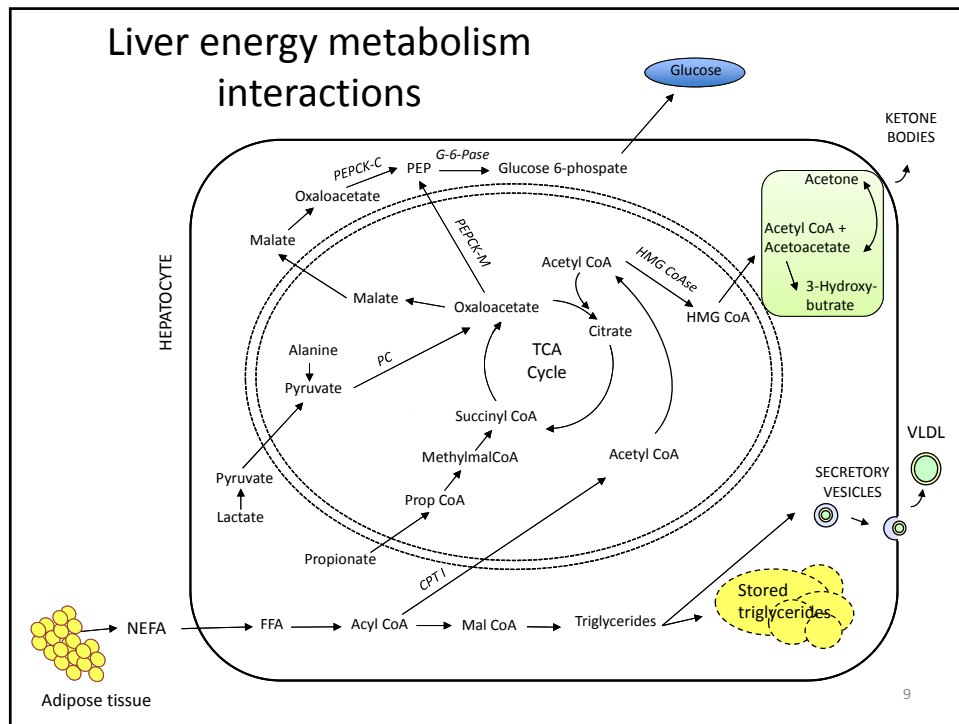 Liver energy metabolism
interactions
Glucose
KETONE
BODIES
HEPATOCYTE
PEPCK-C
PEP
G-6-Pase
Glucose 6-phospate
Oxaloacetate
Malate
PEPCK-M
Acetone
Acetyl CoA +
Acetoacetate
3-Hydroxy-
butrate
Acetyl CoA
HMG CoAse
HMG CoA
Malate
Oxaloacetate
Citrate
TCA
Cycle
Alanine
PC
Pyruvate
Succinyl CoA
MethylmalCoA
Acetyl CoA
Prop CoA
Pyruvate
Lactate
Propionate
CPT I
VLDL
SECRETORY
VESICLES
Stored
triglycerides
NEFA
FFA
Acyl CoA
Mal CoA
Triglycerides
Adipose tissue
9